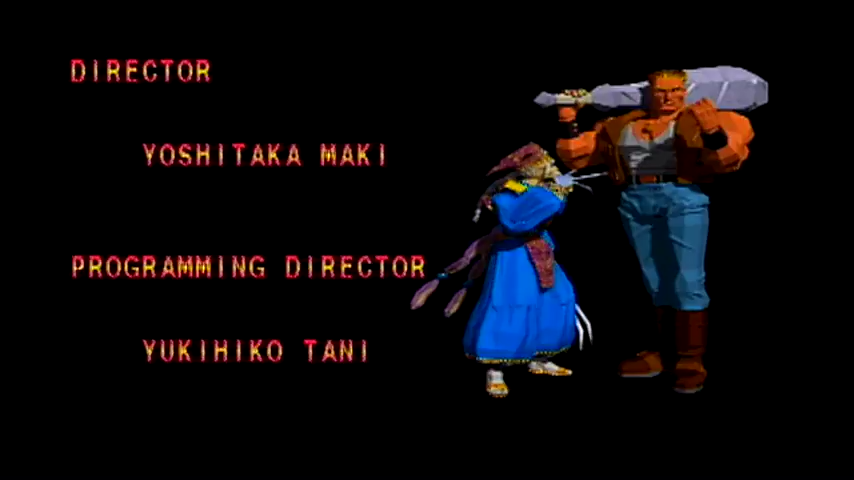 DIRECTOR
YOSHITAKA MAKI
PROGRAMMING DIRECTOR
YUKIHIKO TANI